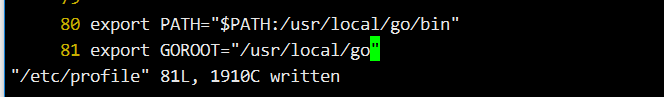 80 export PATH="$PATH:/usr/local/go/bin"
81 export GOROOT="/usr/local/go"
"/etc/profile" 81L, 1910C written